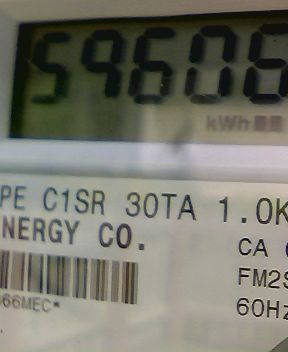 59606
kWh
PE C1SR 30TA 1.0K
NERGY CO.
CA
FM2S
66MEC*
60Hz